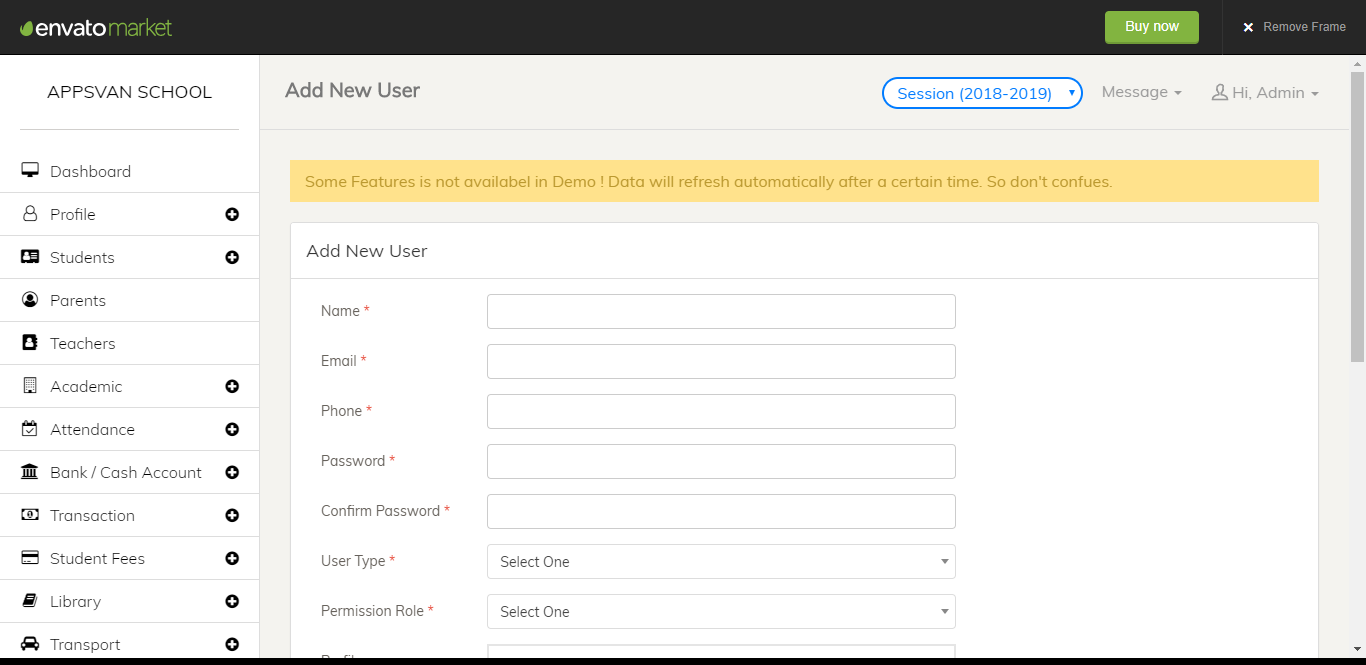 envato market
Buy now
Remove Frame
APPSVAN SCHOOL
Add New User
Session (2018-2019)
Message
Hi, Admin
Dashboard
Profile
Students
Parents
Teachers
Academic
Attendance
Bank / Cash Account
Transaction
Student Fees
Library
Transport
Some Features is not availabel in Demo ! Data will refresh automatically after a certain time. So don't confues.
Add New User
Name *
Email *
Phone *
Password *
Confirm Password *
User Type *
Select One
Permission Role *
Select One